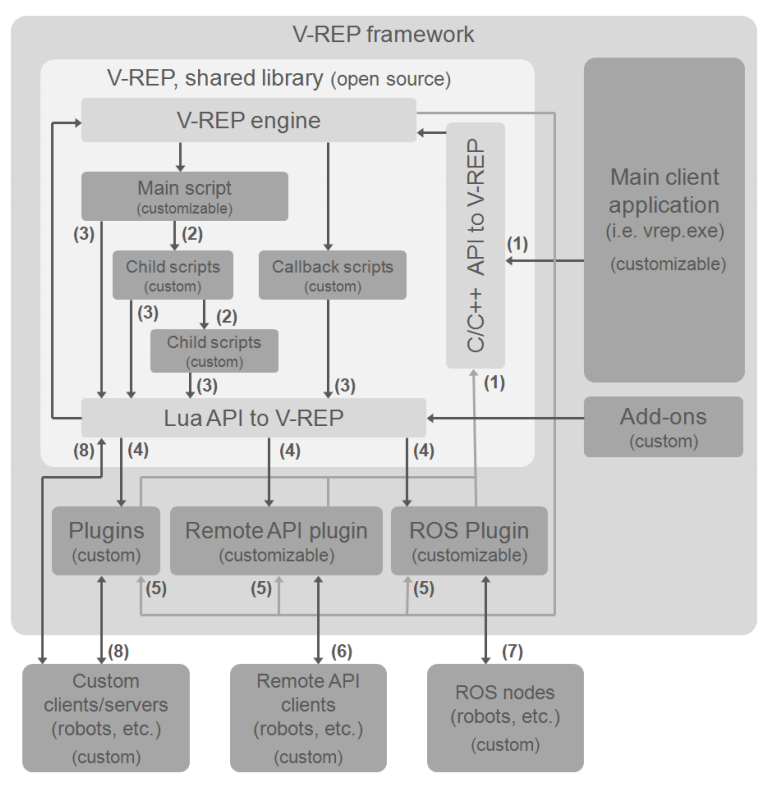 V-REP framework
V-REP, shared library (open source)
V-REP engine
Main script
(customizable)
(3)
(2)
Child scripts
(custom)
Callback scripts
(custom)
(3)
(2)
Child scripts
(custom)
(3)
(3)
Lua API to V-REP
C/C++ API to V-REP
(1)
(1)
Main client
application
(i.e. vrep.exe)
(customizable)
Add-ons
(custom)
(8)
(4)
(4)
(4)
Plugins
(custom)
Remote API plugin
(customizable)
ROS Plugin
(customizable)
(5)
(5)
(5)
(8)
(6)
(7)
Custom
clients/servers
(robots, etc.)
(custom)
Remote API
clients
(robots, etc.)
(custom)
ROS nodes
(robots, etc.)
(custom)